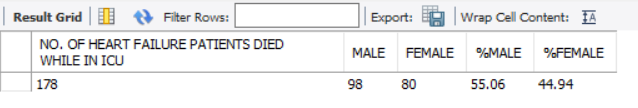 Result Grid Filter Rows: Export: Wrap Cell Content: IA
NO. OF HEART FAILURE PATIENTS DIED
WHILE IN ICU MALE FEMALE %MALE %FEMALE
178 98 80 55.06 44.94